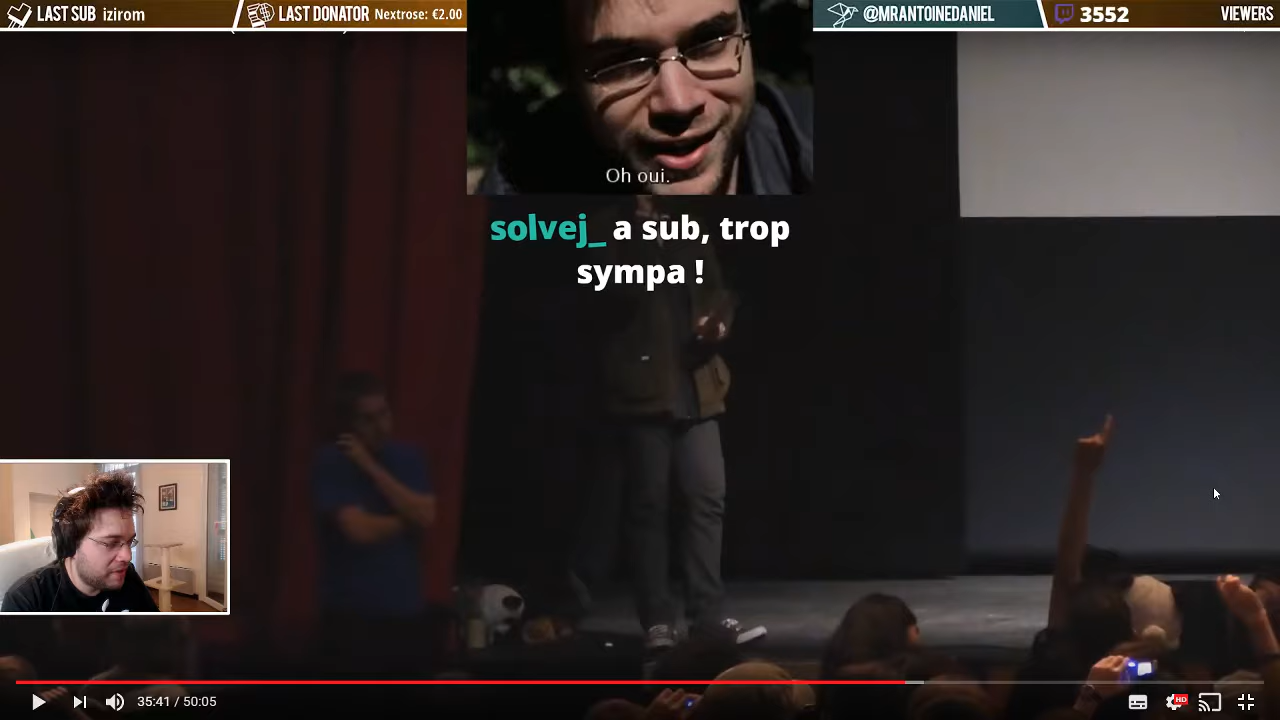 LAST SUB izirom
LAST DONATOR Nextrose: €2.00
@MRANTOINEDANIEL
3552 VIEWERS
Oh oui.
solvej_ a sub, trop
sympa !
35:41 / 50:05
HD